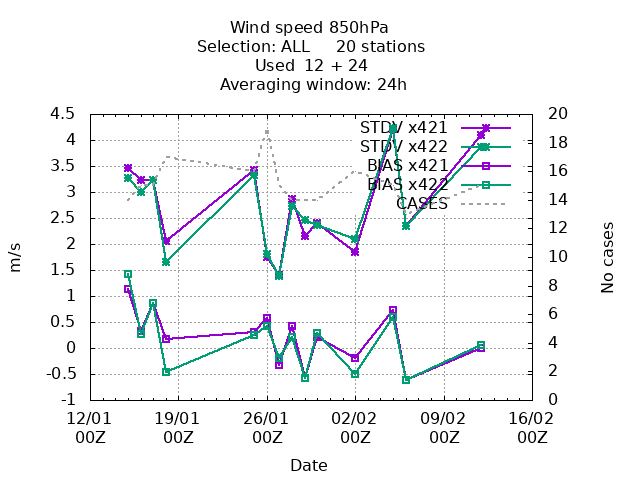 Wind speed 850hPa
Selection: ALL 20 stations
Used 12 + 24
Averaging window: 24h
4.5
4
3.5
3
2.5
2
1.5
1
0.5
0
-0.5
-1
m/s
STDV x421
STDV x422
BIAS x421
BIAS x422
CASES
20
18
16
14
12
10
8
6
4
2
0
No cases
12/01 19/01 26/01 02/02 09/02 16/02
00Z 00Z 00Z 00Z 00Z 00Z
Date